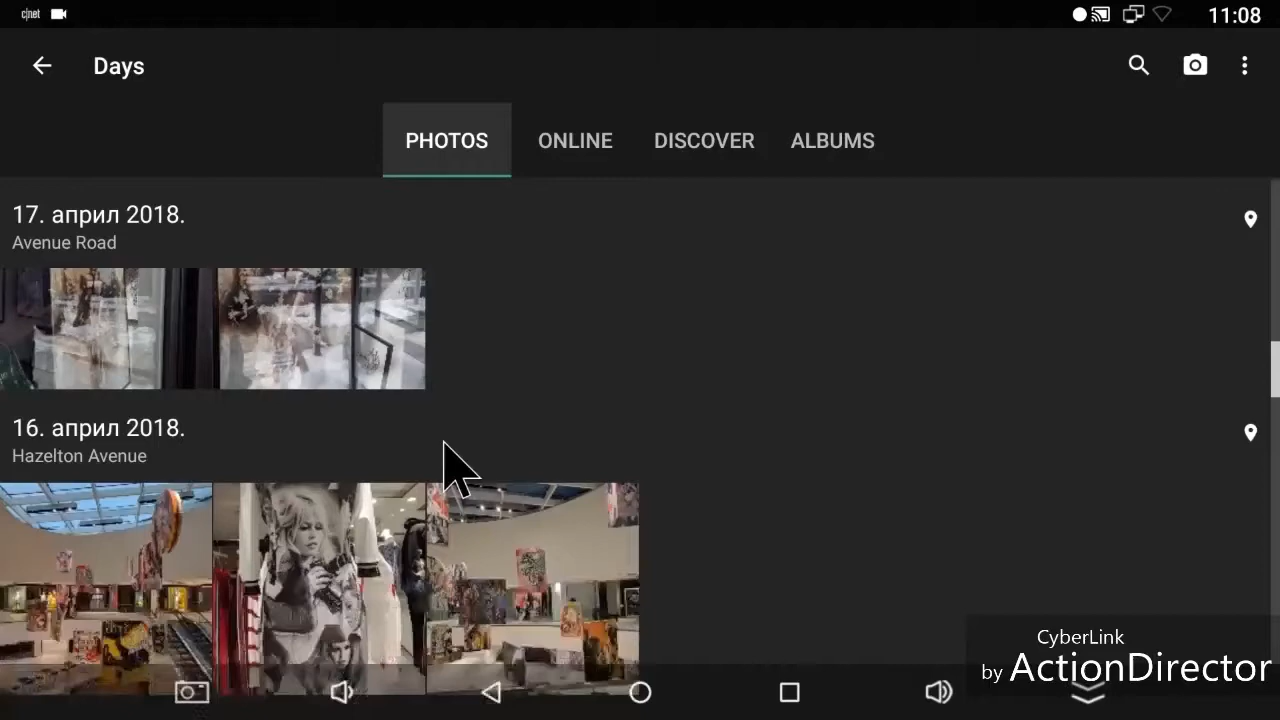 c|net
11:08
Days
PHOTOS
ONLINE
DISCOVER
ALBUMS
17. април 2018.
Avenue Road
16. април 2018.
Hazelton Avenue
CyberLink
by ActionDirector